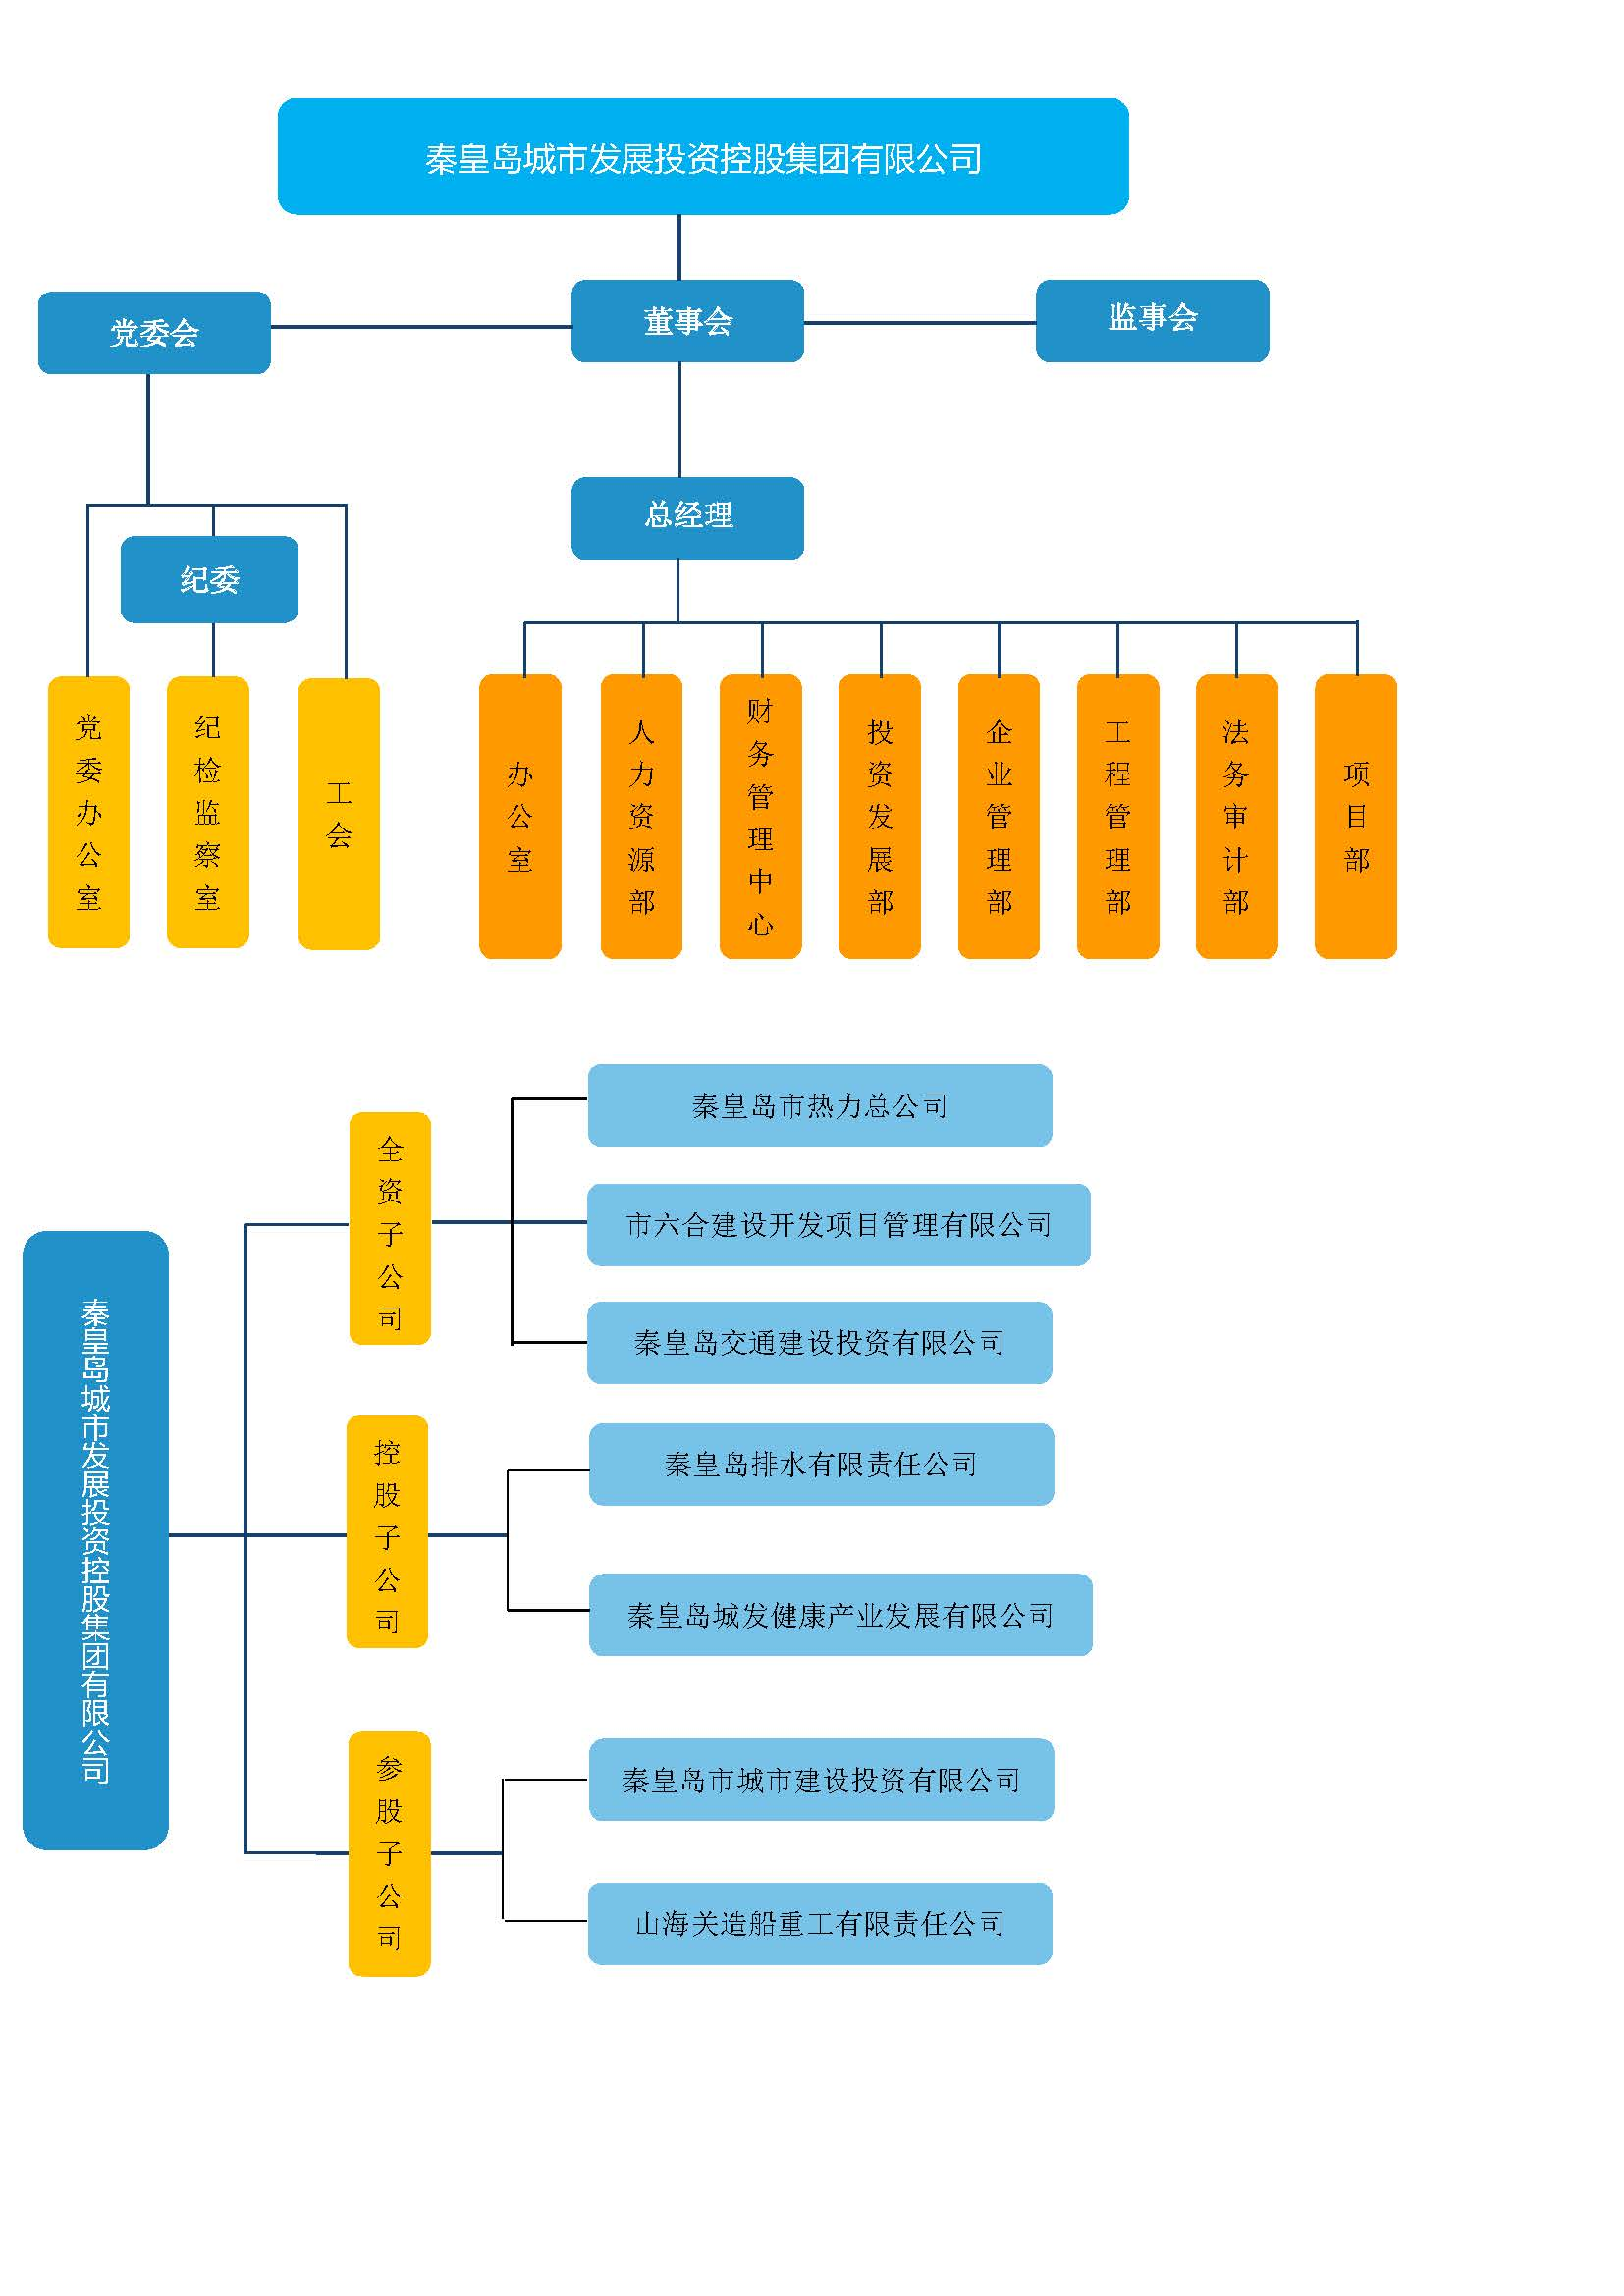 秦皇岛城市发展投资控股集团有限公司
党委会
董事会
监事会
总经理
纪委
党委办公室
纪检监察室
工会
办公室
人力资源部
财务管理中心
投资发展部
企业管理部
工程管理部
法务审计部
项目部
秦皇岛城市发展投资控股集团有限公司
全资子公司
秦皇岛市热力总公司
市六合建设开发项目管理有限公司
秦皇岛交通建设投资有限公司
控股子公司
秦皇岛排水有限责任公司
秦皇岛城发健康产业发展有限公司
参股子公司
秦皇岛市城市建设投资有限公司
山海关造船重工有限责任公司